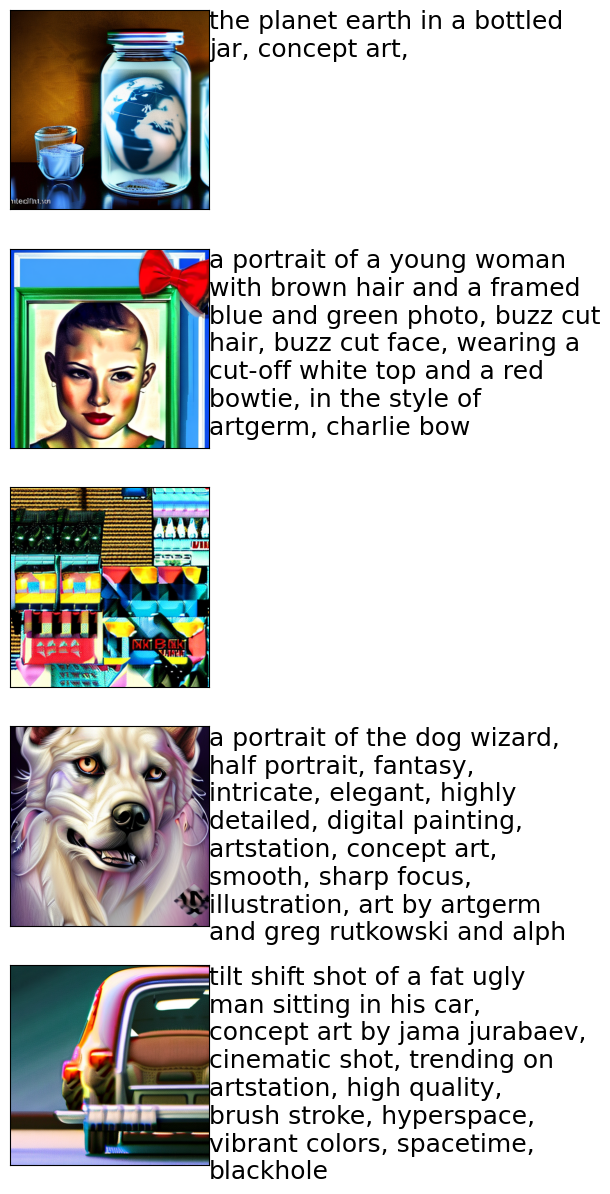 the planet earth in a bottled
jar, concept art,
a portrait of a young woman
with brown hair and a framed
blue and green photo, buzz cut
hair, buzz cut face, wearing a
cut-off white top and a red
bowtie, in the style of
artgerm, charlie bow
a portrait of the dog wizard,
half portrait, fantasy,
intricate, elegant, highly
detailed, digital painting,
artstation, concept art,
smooth, sharp focus,
illustration, art by artgerm
and greg rutkowski and alph
tilt shift shot of a fat ugly
man sitting in his car,
concept art by jama jurabaev,
cinematic shot, trending on
artstation, high quality,
brush stroke, hyperspace,
vibrant colors, spacetime,
blackhole